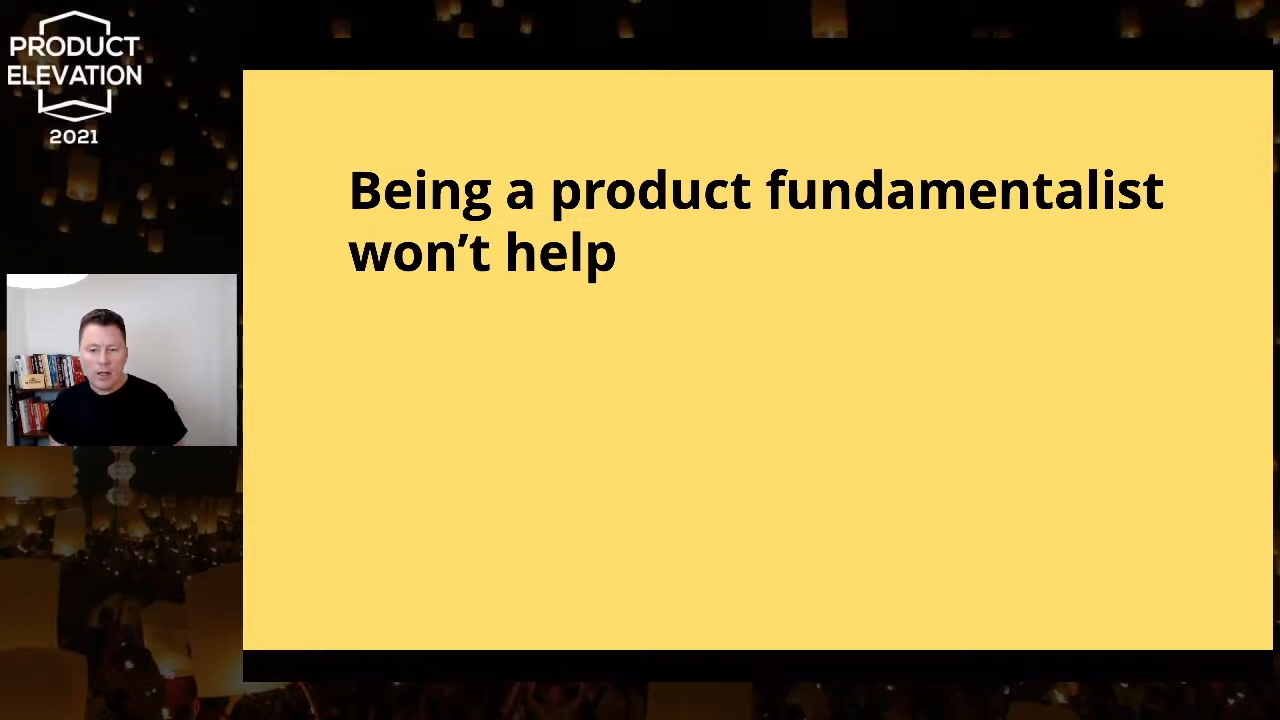 PRODUCT
ELEVATION
2021
Being a product fundamentalist
won’t help